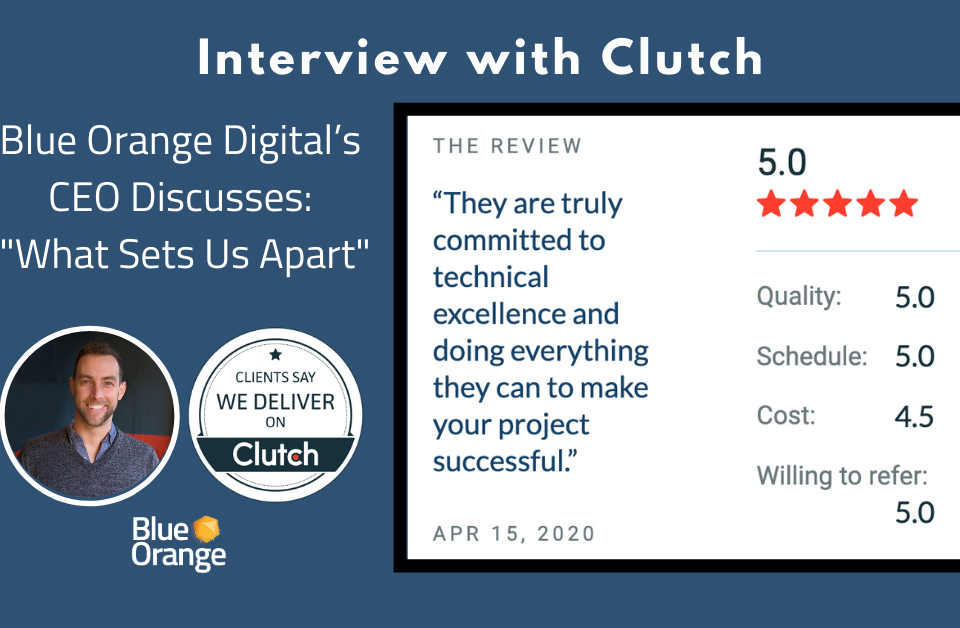 Interview with Clutch
Blue Orange Digital’s
CEO Discusses:
"What Sets Us Apart"
CLIENTS SAY
WE DELIVER
ON
Clutch
Blue
Orange
THE REVIEW
“They are truly
committed to
technical
excellence and
doing everything
they can to make
your project
successful.”
APR 15, 2020
5.0
Quality: 5.0
Schedule: 5.0
Cost: 4.5
Willing to refer:
5.0